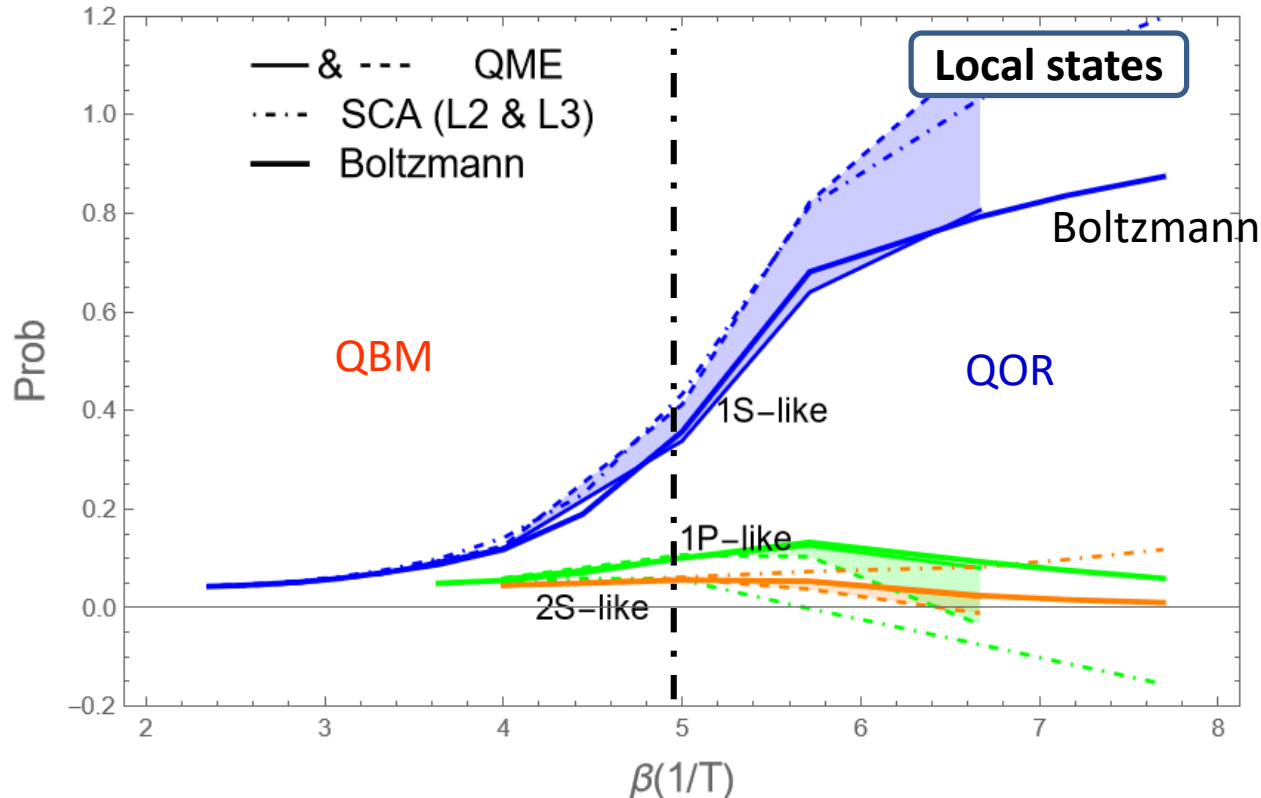 1.2
Local states
& QME
SCA (L2 & L3)
Boltzmann
1.0
0.8
Boltzmann
0.6
Prob
QBM
QOR
0.4
1S–like
0.2
1P–like
0.0
2S–like
−0.2
2 3 4 5 6 7 8
β(1/T)